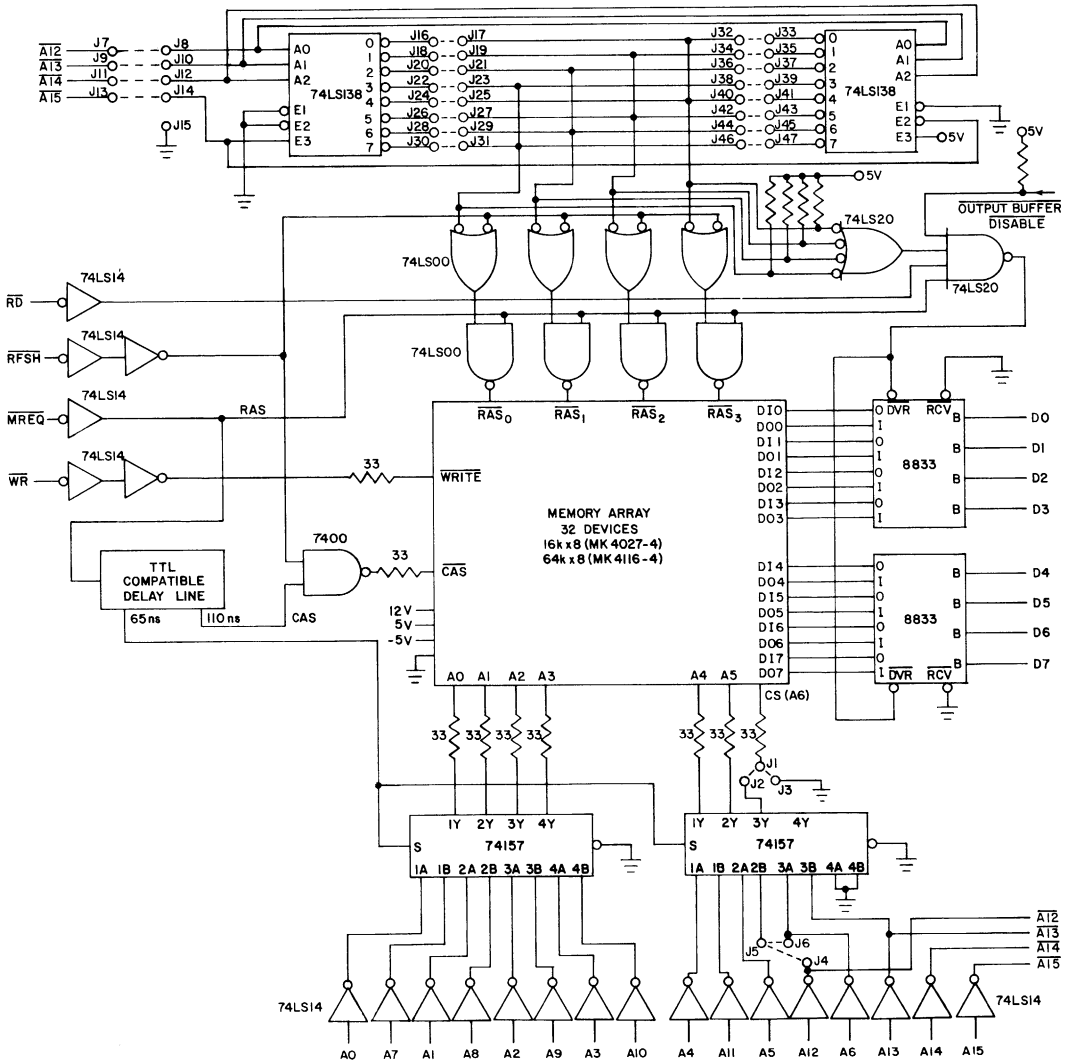 J7 J8
A12
J9 J10
A13
J11 J12
A14
J13 J14
A15
J15
A0
A1
A2
74LS138
E1
E2
E3
0 J16 J17
1 J18 J19
2 J20 J21
3 J22 J23
4 J24 J25
5 J26 J27
6 J28 J29
7 J30 J31
J32 J33 0
J34 J35 1
J36 J37 2
J38 J39 3
J40 J41 4
J42 J43 5
J44 J45 6
J46 J47 7
A0
A1
A2
74LS138
E1
E2
E3 5V
5V
5V
OUTPUT BUFFER
DISABLE
74LS20
74LS20
74LS00
74LS00
74LS14
RD
74LS14
RFSH
74LS14
MREQ RAS
74LS14
WR
33
7400
33
TTL
COMPATIBLE
DELAY LINE
65ns 110ns CAS
RAS0 RAS1 RAS2 RAS3
WRITE
CAS
MEMORY ARRAY
32 DEVICES
16k x 8 (MK 4027-4)
64k x 8 (MK 4116-4)
12V
5V
-5V
DI0 O
DO0 I
DI1 O
DO1 I
DI2 O
DO2 I
DI3 O
DO3 I
DVR RCV
8833
B D0
B D1
B D2
B D3
DI4 O
DO4 I
DI5 O
DO5 I
DI6 O
DO6 I
DI7 O
DO7 I
8833
B D4
B D5
B D6
B D7
DVR RCV
A0 A1 A2 A3 A4 A5
CS (A6)
33 33 33 33 33 33 33
J1
J2 J3
1Y 2Y 3Y 4Y
S 74157
1A 1B 2A 2B 3A 3B 4A 4B
1Y 2Y 3Y 4Y
S 74157
1A 1B 2A 2B 3A 3B 4A 4B
J5 J6
J4
A12
A13
A14
A15
74LS14 74LS14
A0 A7 A1 A8 A2 A9 A3 A10 A4 A11 A5 A12 A6 A13 A14 A15